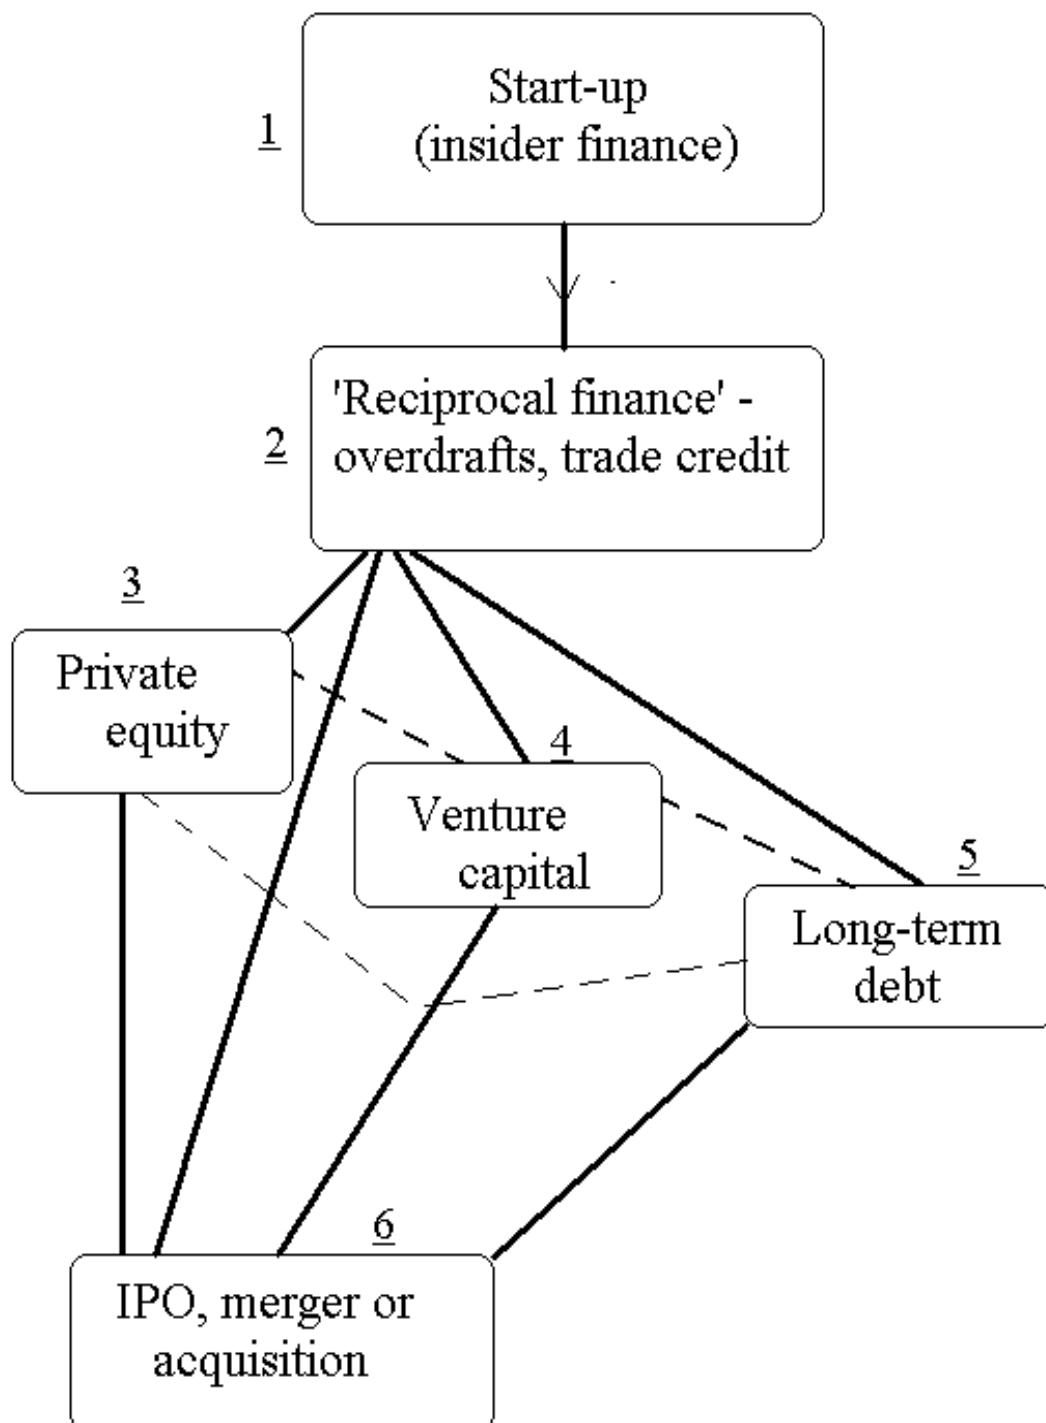 1
Start-up
(insider finance)
2
'Reciprocal finance' -
overdrafts, trade credit
3
Private
equity
4
Venture
capital
5
Long-term
debt
6
IPO, merger or
acquisition